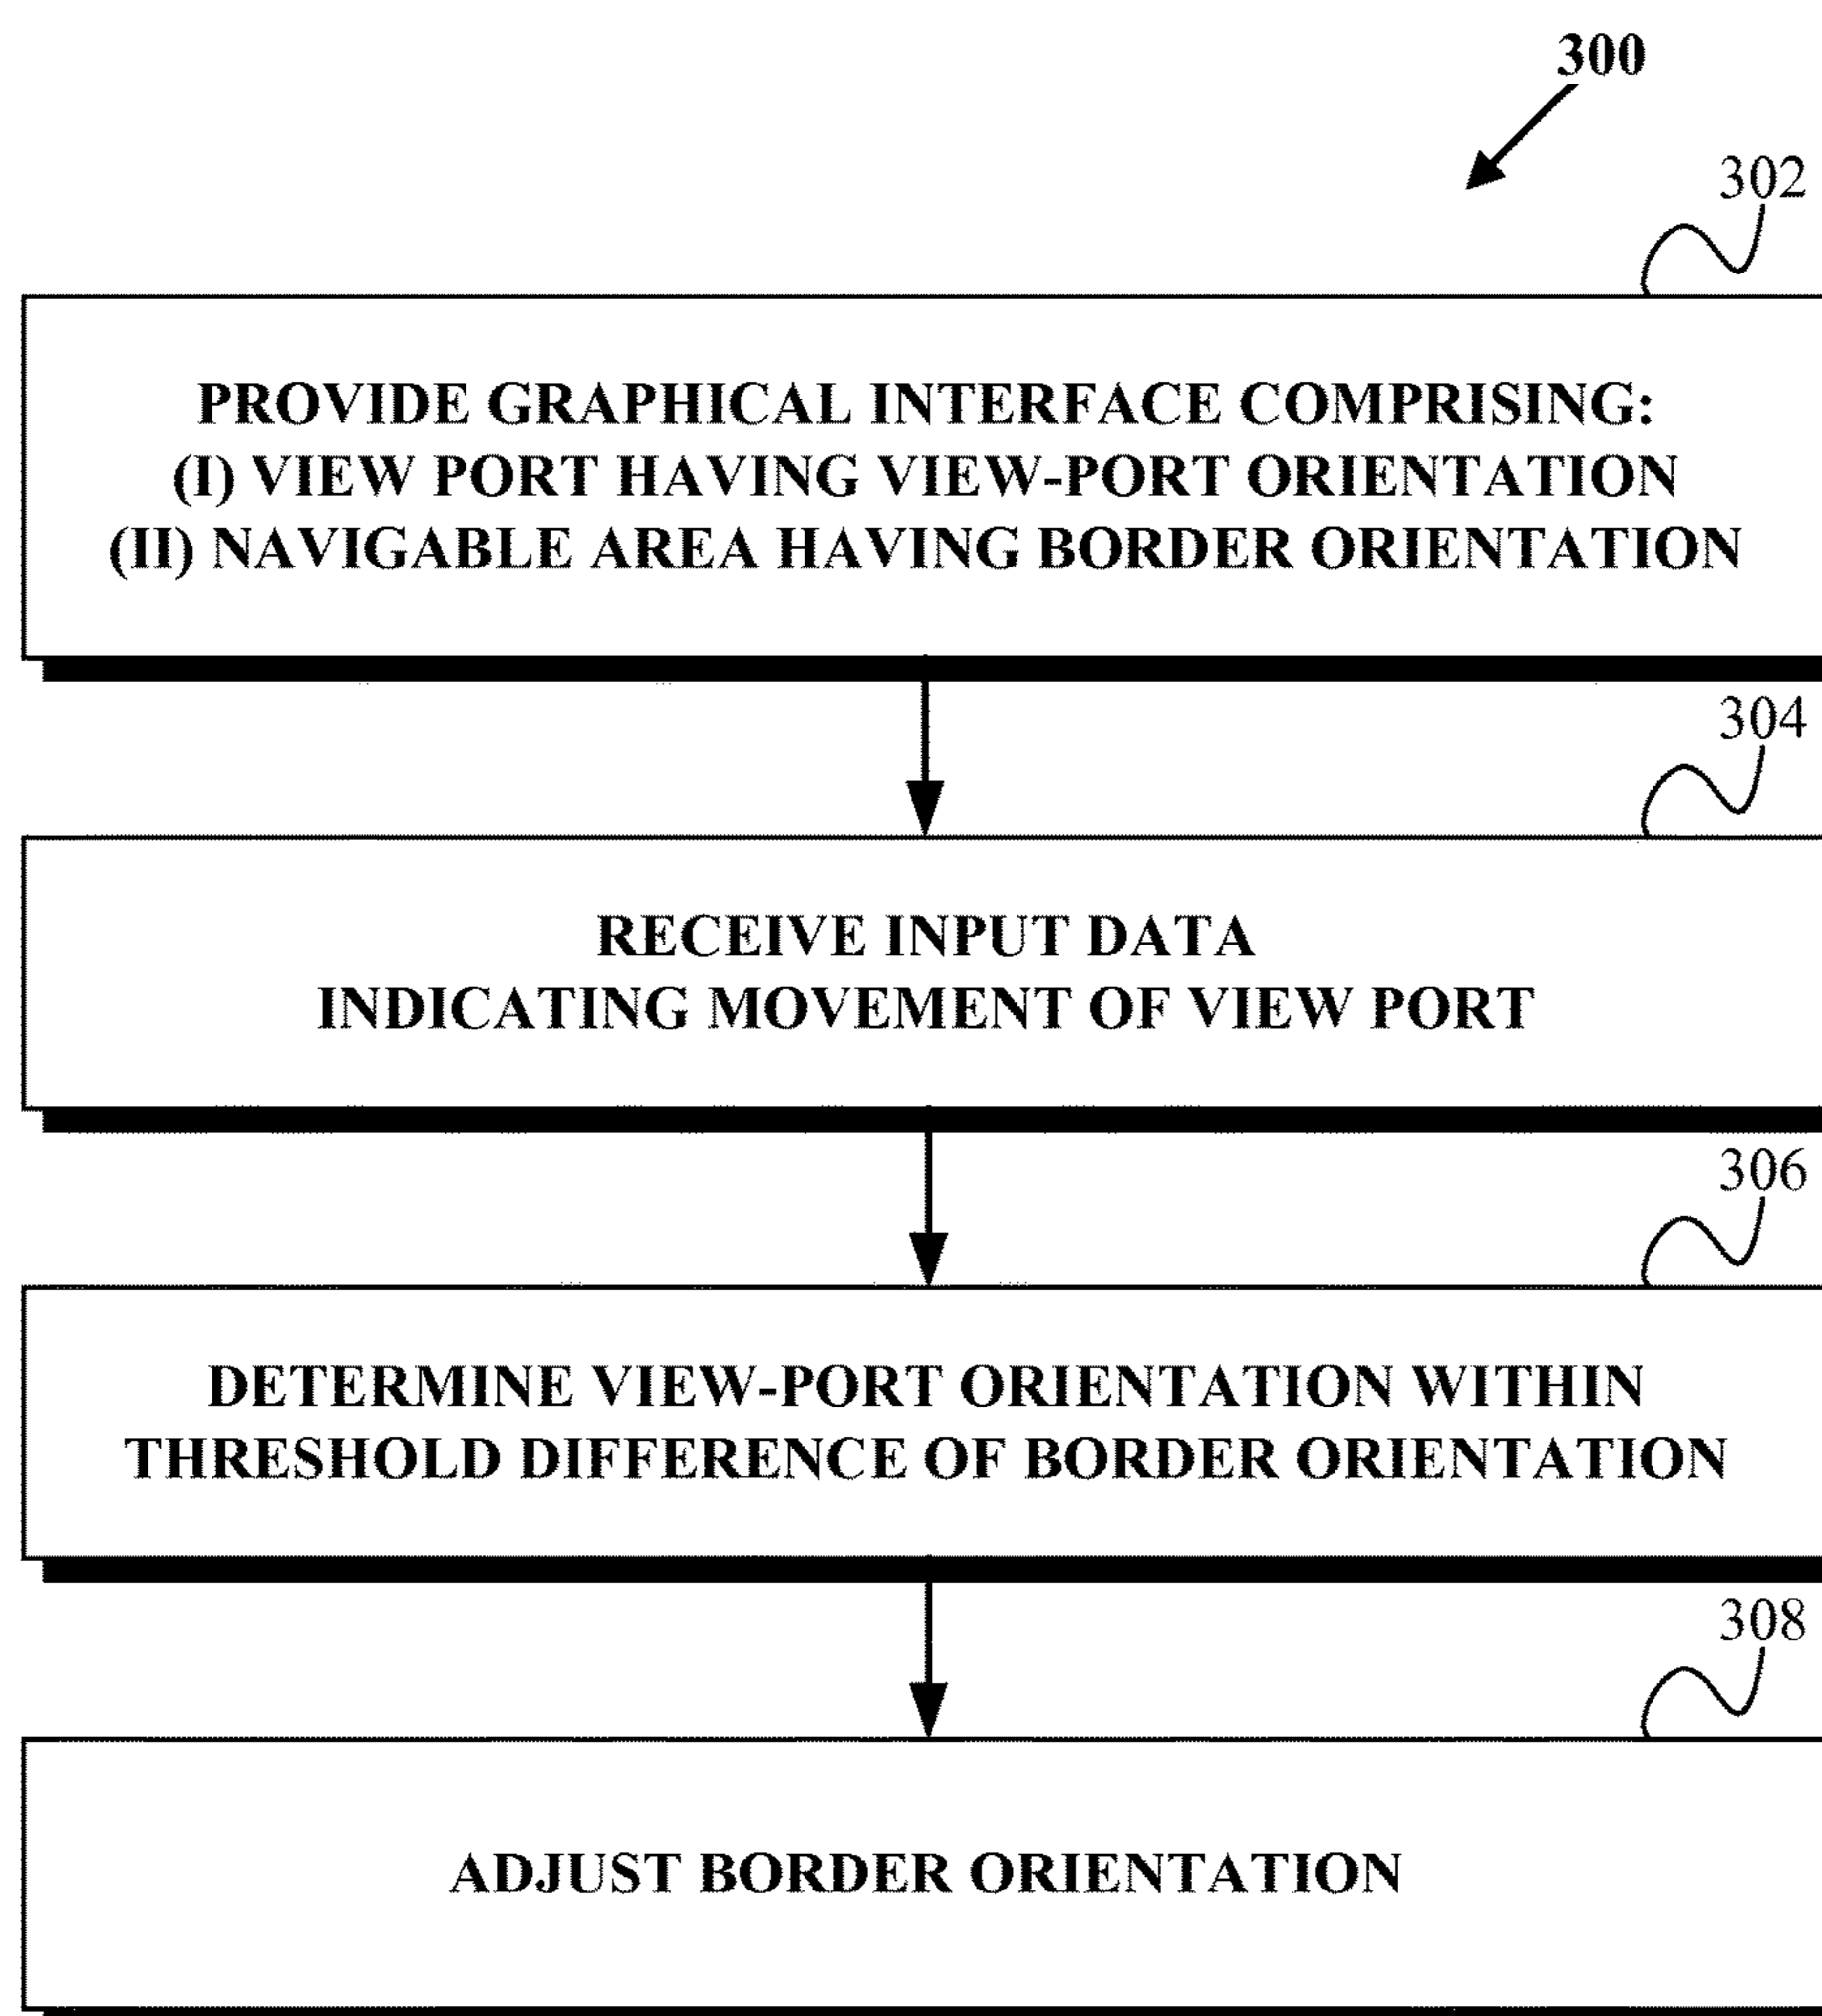 300
302
PROVIDE GRAPHICAL INTERFACE COMPRISING:
(I) VIEW PORT HAVING VIEW-PORT ORIENTATION
(II) NAVIGABLE AREA HAVING BORDER ORIENTATION
304
RECEIVE INPUT DATA
INDICATING MOVEMENT OF VIEW PORT
306
DETERMINE VIEW-PORT ORIENTATION WITHIN
THRESHOLD DIFFERENCE OF BORDER ORIENTATION
308
ADJUST BORDER ORIENTATION